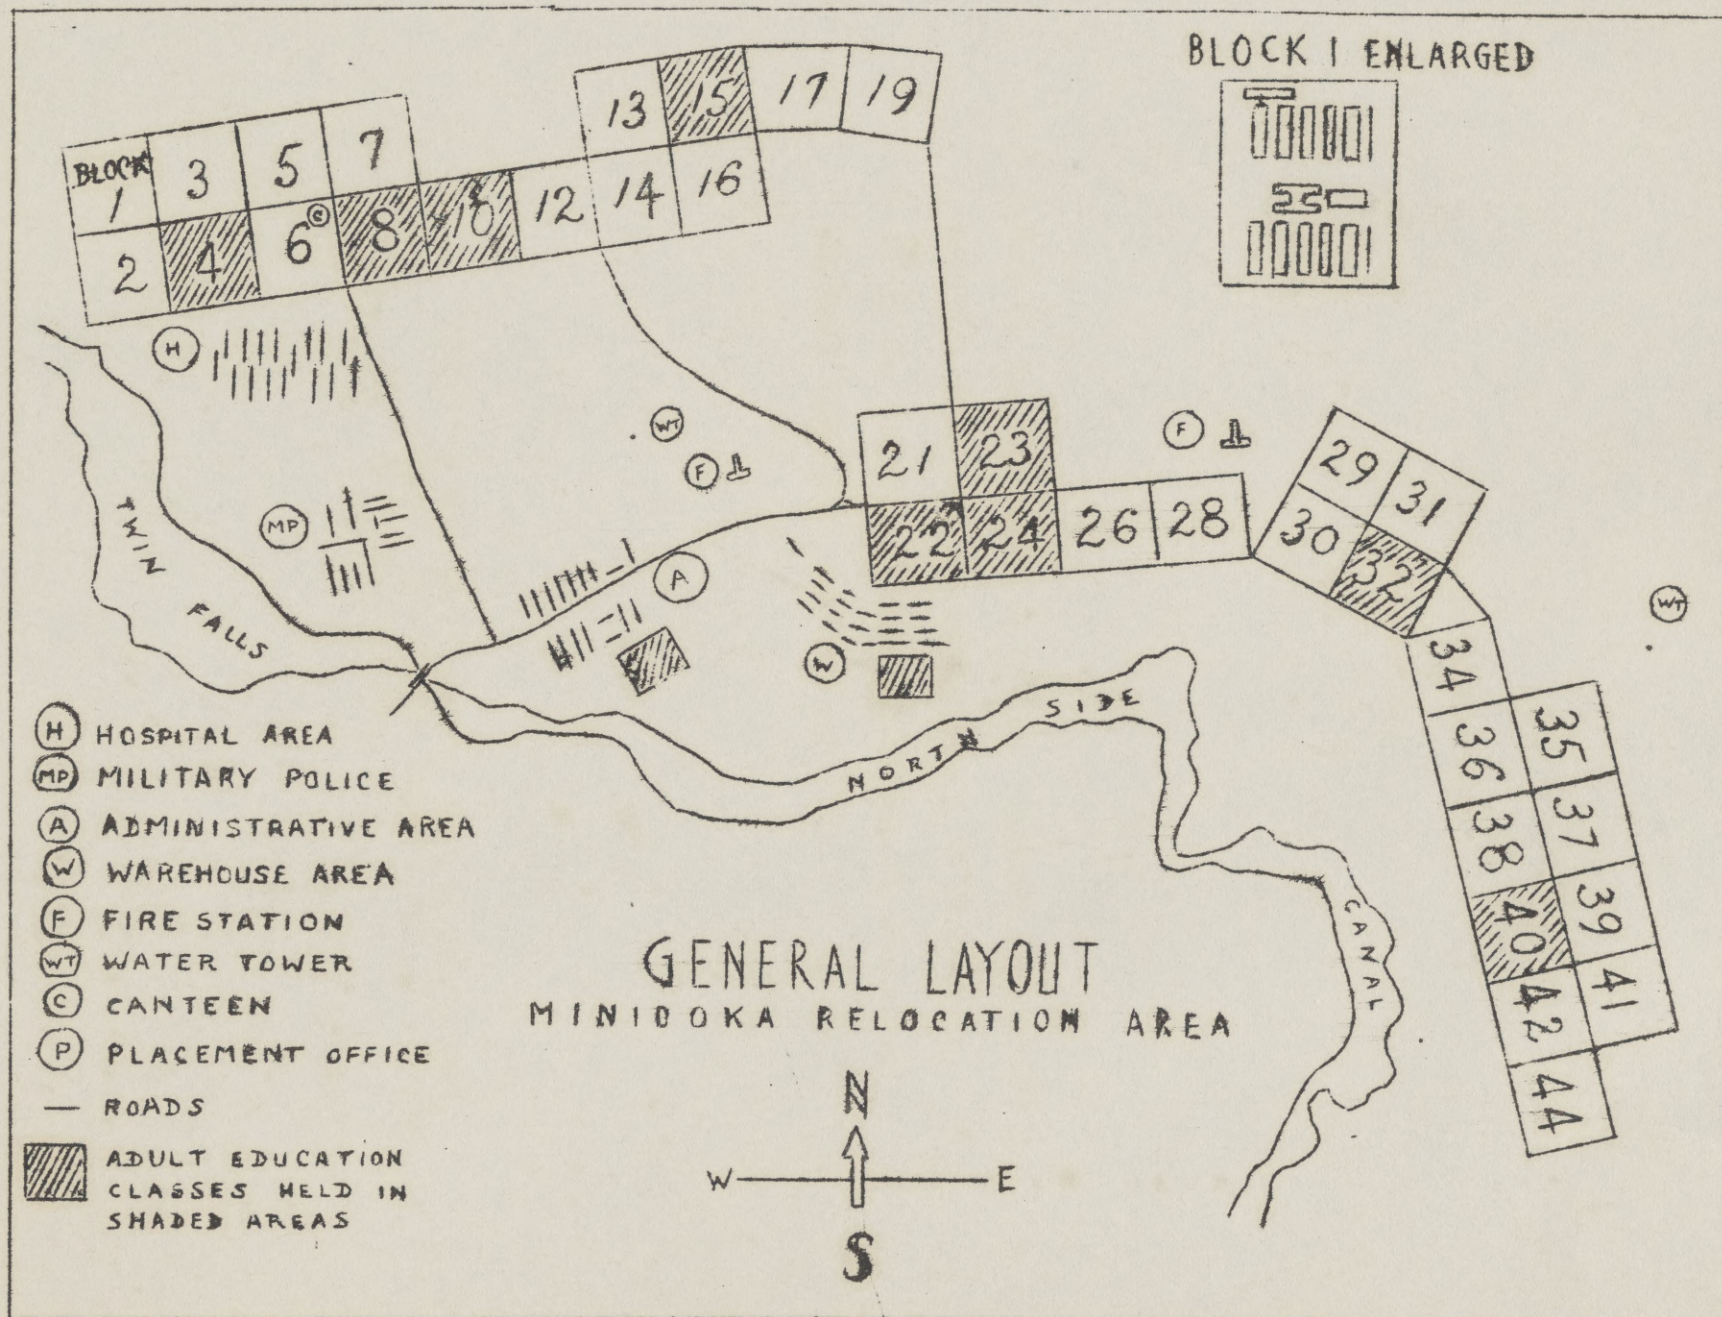 BLOCK 1 ENLARGED
13 15 17 19
BLOCK
1 3 5 7
2 4 6 8 10 12 14 16
C
H
WT
F
F
MP
21 23
22 24 26 28
29 31
30 32
A
W
WT
TWIN
FALLS
NORTH SIDE
CANAL
34
36 35
38 37
40 39
42 41
44
H HOSPITAL AREA
MP MILITARY POLICE
A ADMINISTRATIVE AREA
W WAREHOUSE AREA
F FIRE STATION
WT WATER TOWER
C CANTEEN
P PLACEMENT OFFICE
— ROADS
ADULT EDUCATION
CLASSES HELD IN
SHADED AREAS
GENERAL LAYOUT
MINIDOKA RELOCATION AREA
N
W E
S